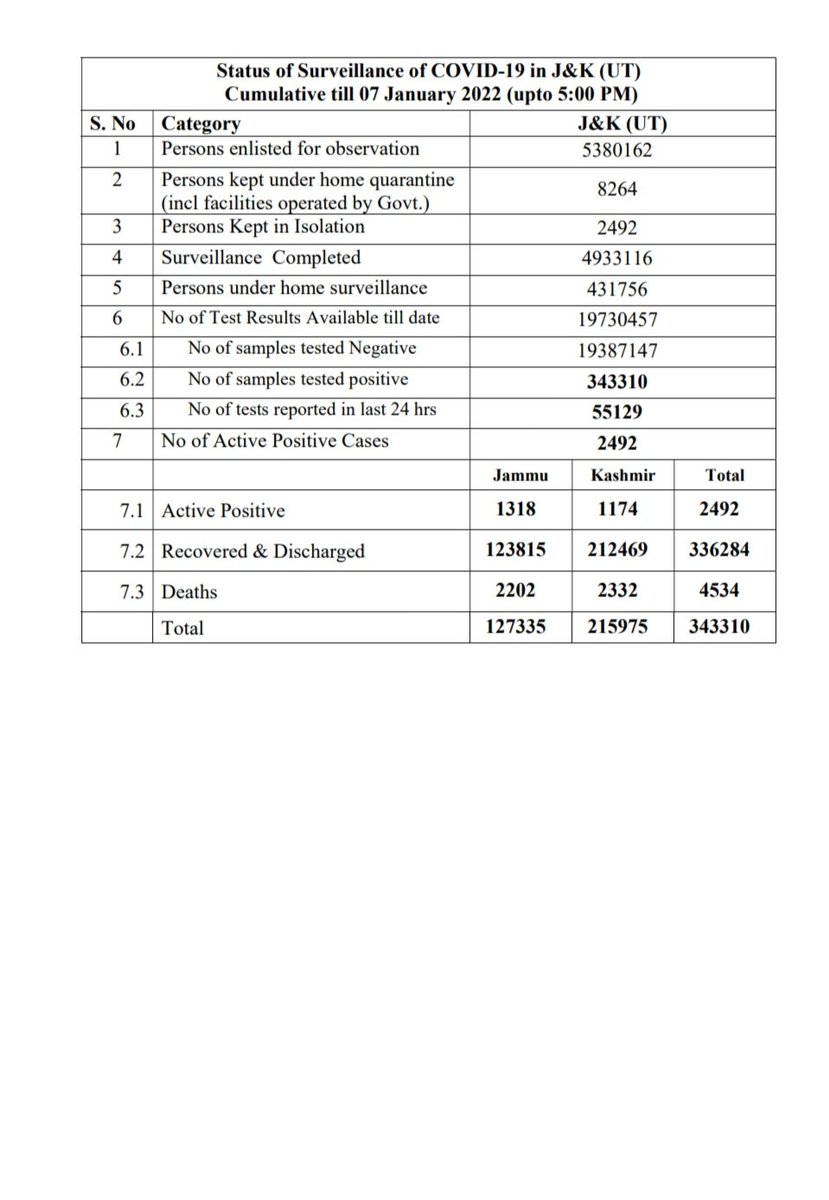 Status of Surveillance of COVID-19 in J&K (UT)
Cumulative till 07 January 2022 (upto 5:00 PM)
S. No Category J&K (UT)
1 Persons enlisted for observation 5380162
2 Persons kept under home quarantine
(incl facilities operated by Govt.) 8264
3 Persons Kept in Isolation 2492
4 Surveillance Completed 4933116
5 Persons under home surveillance 431756
6 No of Test Results Available till date 19730457
6.1 No of samples tested Negative 19387147
6.2 No of samples tested positive 343310
6.3 No of tests reported in last 24 hrs 55129
7 No of Active Positive Cases 2492
Jammu Kashmir Total
7.1 Active Positive 1318 1174 2492
7.2 Recovered & Discharged 123815 212469 336284
7.3 Deaths 2202 2332 4534
Total 127335 215975 343310